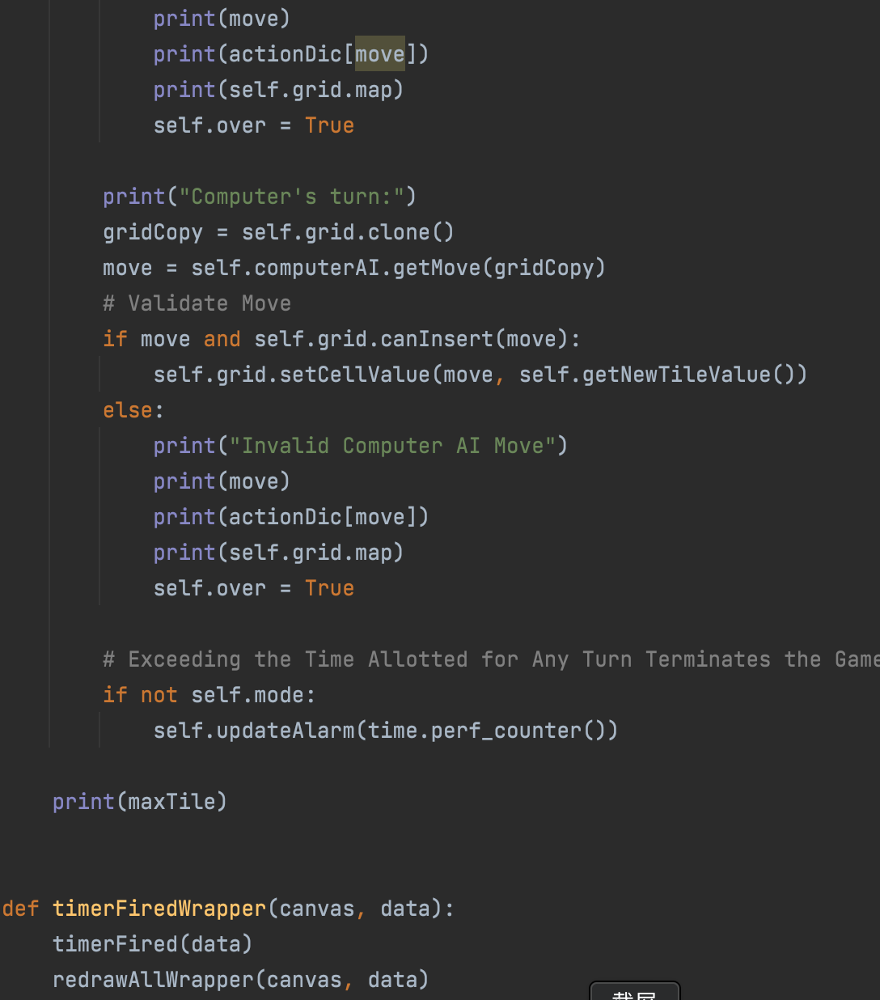 print(move)
print(actionDic[move])
print(self.grid.map)
self.over = True
print("Computer's turn:")
gridCopy = self.grid.clone()
move = self.computerAI.getMove(gridCopy)
# Validate Move
if move and self.grid.canInsert(move):
self.grid.setCellValue(move, self.getNewTileValue())
else:
print("Invalid Computer AI Move")
print(move)
print(actionDic[move])
print(self.grid.map)
self.over = True
# Exceeding the Time Allotted for Any Turn Terminates the Game
if not self.mode:
self.updateAlarm(time.perf_counter())
print(maxTile)
def timerFiredWrapper(canvas, data):
timerFired(data)
redrawAllWrapper(canvas, data)
截屏